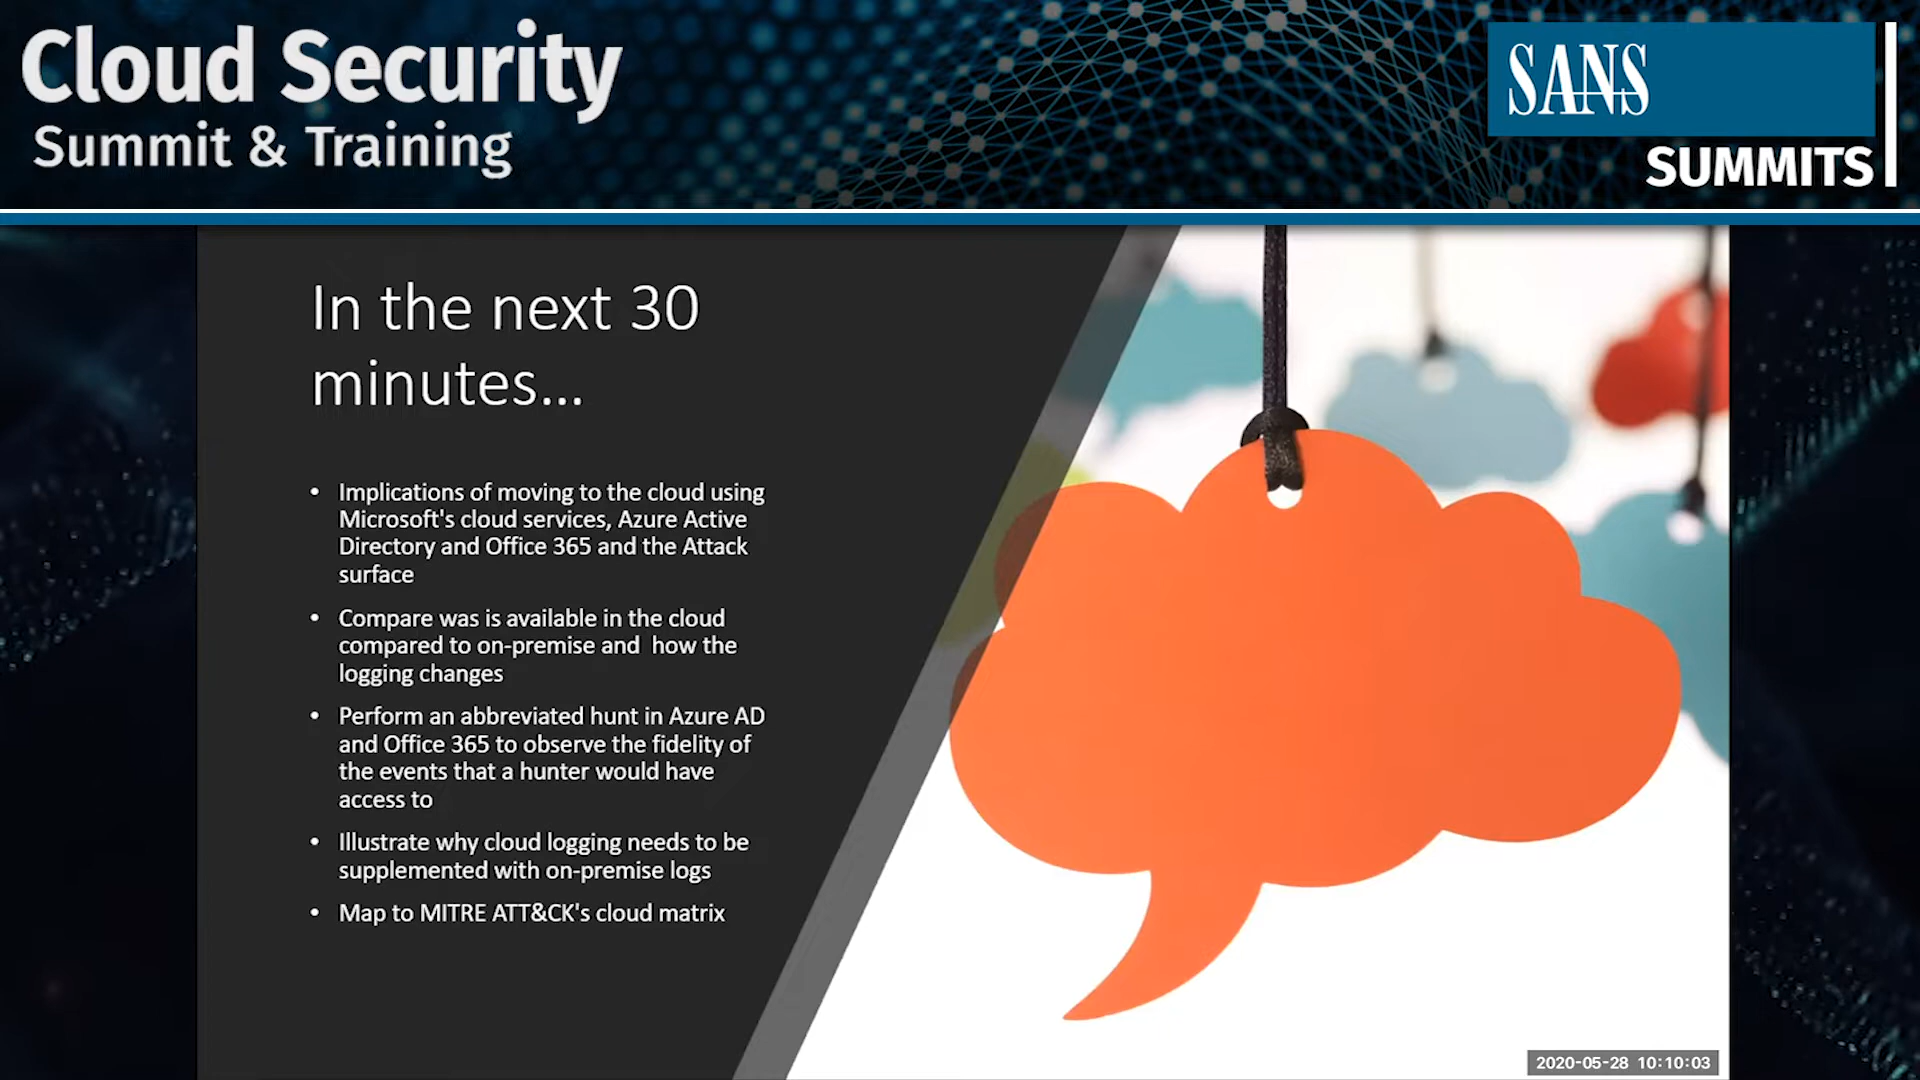 Cloud Security
Summit & Training
SANS
SUMMITS
In the next 30
minutes...
• Implications of moving to the cloud using
Microsoft's cloud services, Azure Active
Directory and Office 365 and the Attack
surface
• Compare was is available in the cloud
compared to on-premise and  how the
logging changes
• Perform an abbreviated hunt in Azure AD
and Office 365 to observe the fidelity of
the events that a hunter would have
access to
• Illustrate why cloud logging needs to be
supplemented with on-premise logs
• Map to MITRE ATT&CK's cloud matrix
2020-05-28 10:10:03